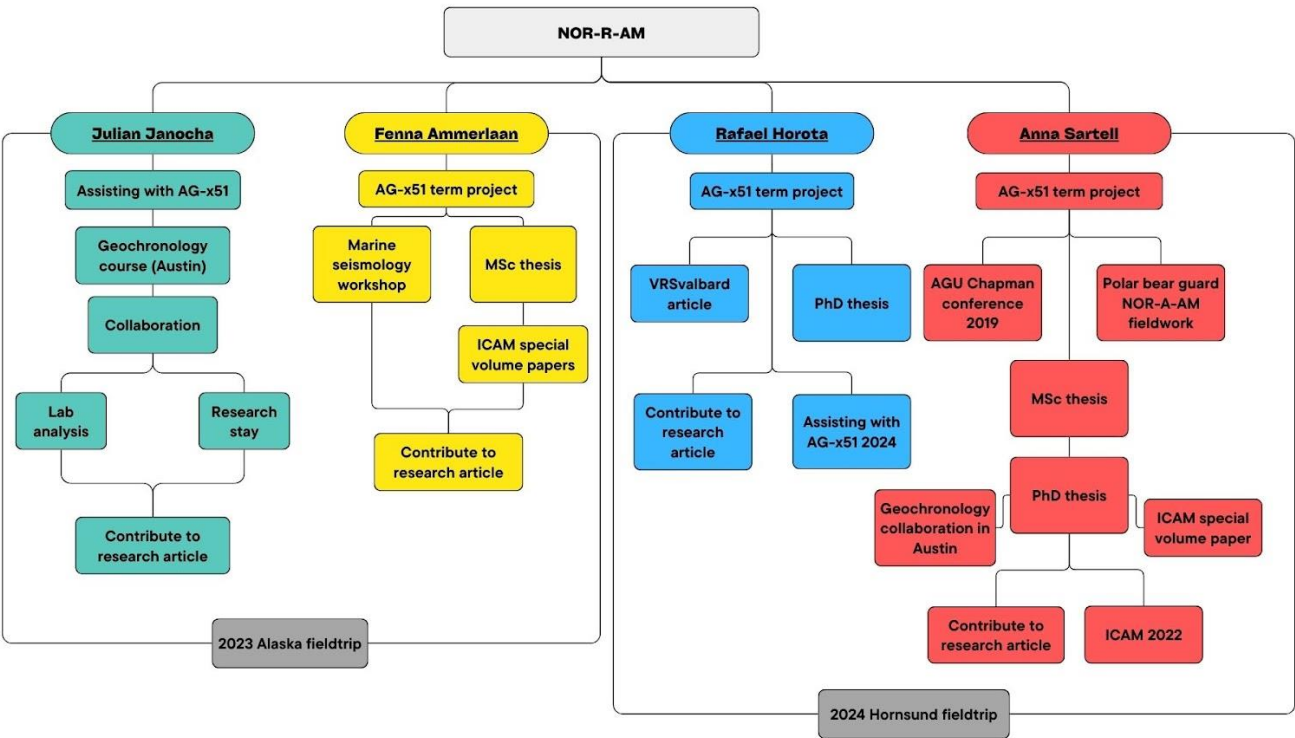 NOR-R-AM
Julian Janocha
Assisting with AG-x51
Geochronology
course (Austin)
Collaboration
Lab
analysis
Research
stay
Contribute to
research article
Fenna Ammerlaan
AG-x51 term project
Marine
seismology
workshop
MSc thesis
ICAM special
volume papers
Contribute to
research article
2023 Alaska fieldtrip
Rafael Horota
AG-x51 term project
VRSvalbard
article
PhD thesis
Contribute to
research
article
Assisting with
AG-x51 2024
Anna Sartell
AG-x51 term project
AGU Chapman
conference
2019
Polar bear guard
NOR-A-AM
fieldwork
MSc thesis
PhD thesis
Geochronology
collaboration in
Austin
ICAM special
volume paper
Contribute to
research article
ICAM 2022
2024 Hornsund fieldtrip